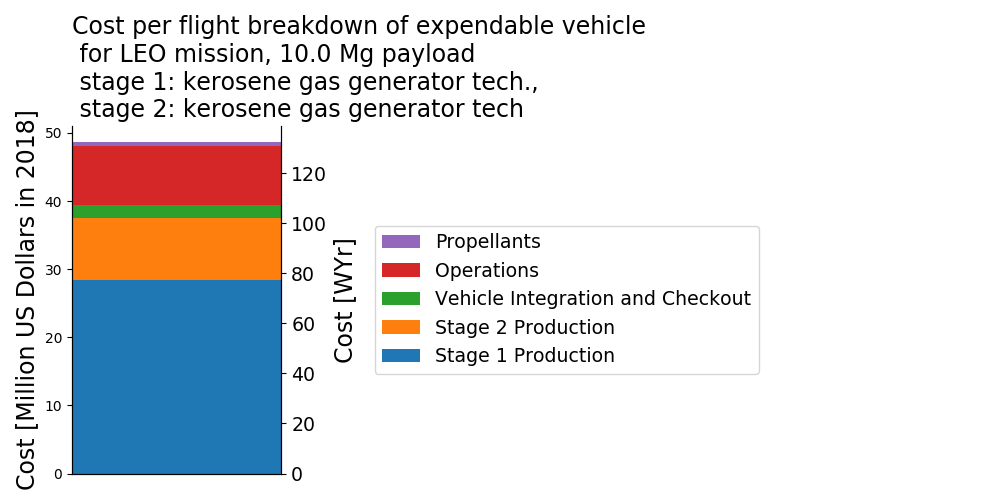 Cost per flight breakdown of expendable vehicle
for LEO mission, 10.0 Mg payload
stage 1: kerosene gas generator tech.,
stage 2: kerosene gas generator tech
Cost [Million US Dollars in 2018]
50
40
30
20
10
0
120
100
80
60
40
20
0
Cost [WYr]
Propellants
Operations
Vehicle Integration and Checkout
Stage 2 Production
Stage 1 Production